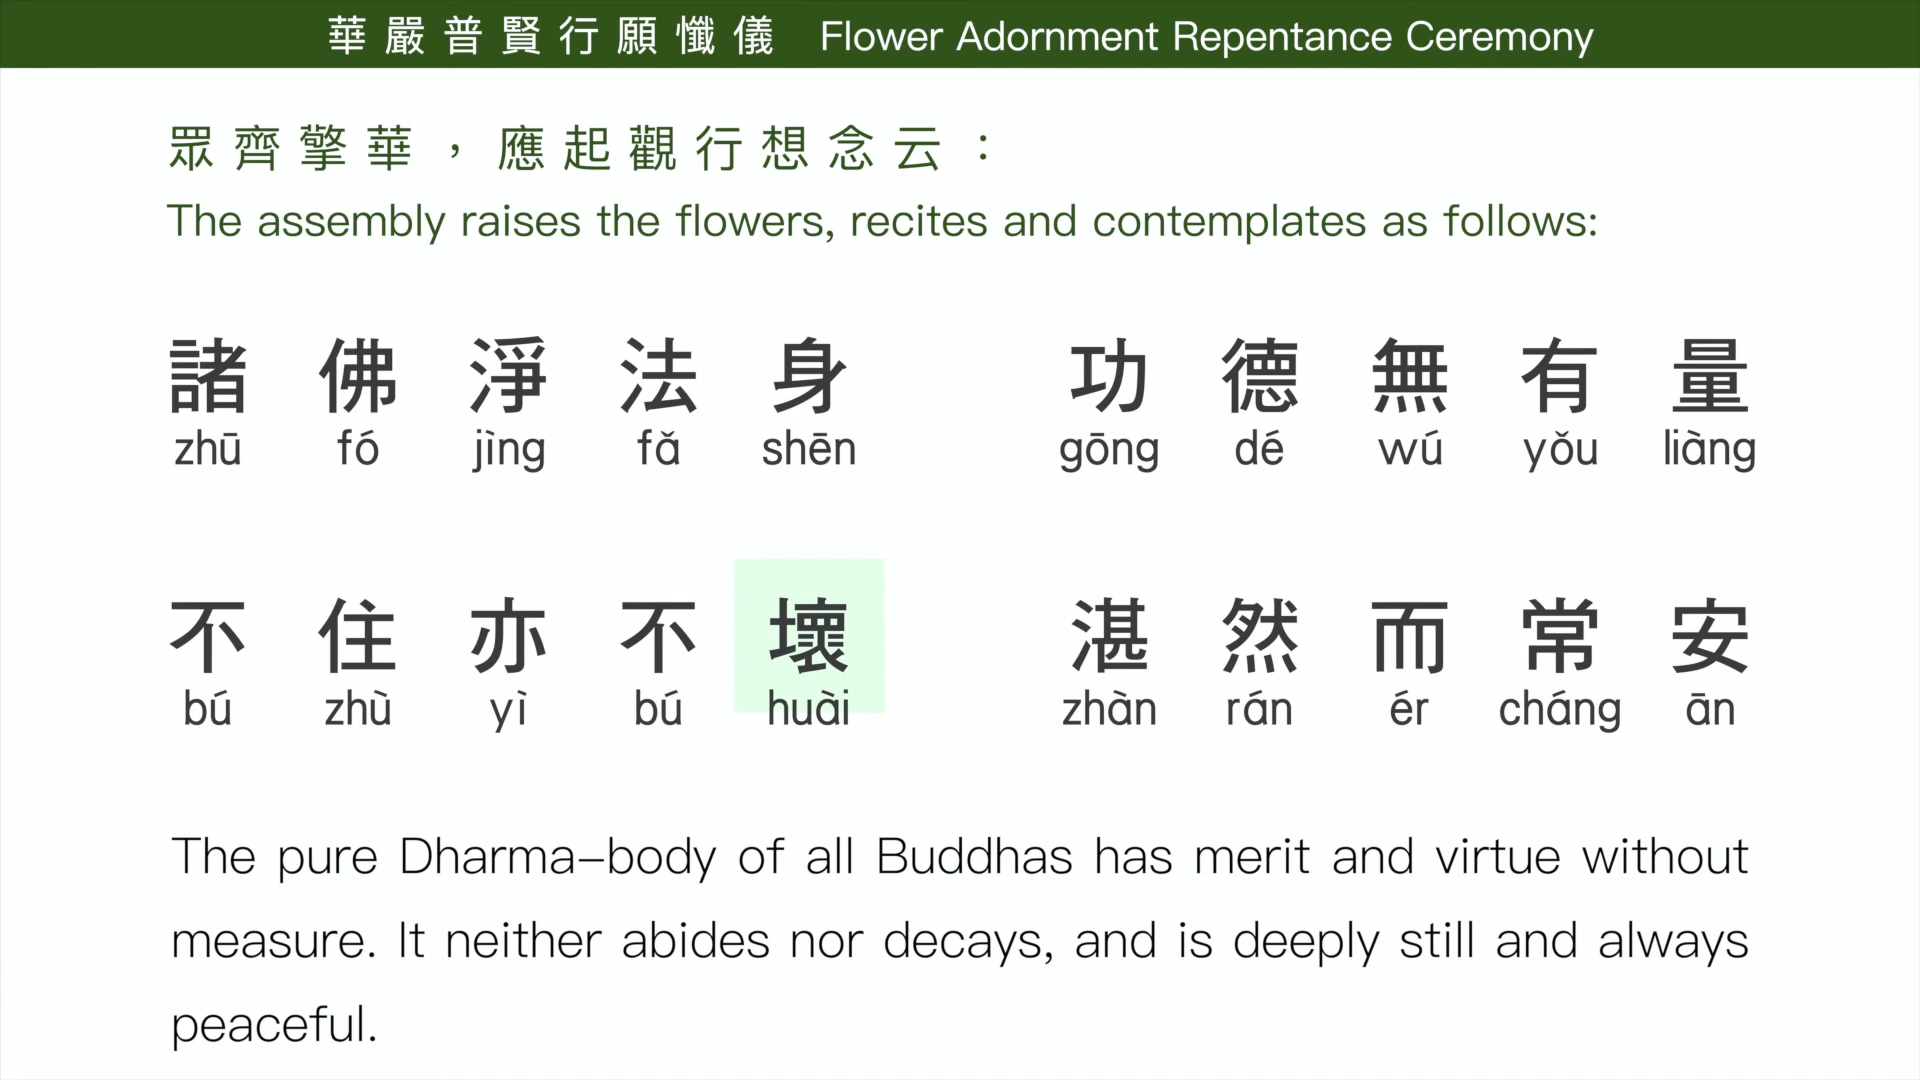 華嚴普賢行願懺儀 Flower Adornment Repentance Ceremony
眾齊擎華，應起觀行想念云：
The assembly raises the flowers, recites and contemplates as follows:
諸佛淨法身 功德無有量
zhū fó jìng fǎ shēn gōng dé wú yǒu liàng
不住亦不壞 湛然而常安
bú zhù yì bú huài zhàn rán ér cháng ān
The pure Dharma-body of all Buddhas has merit and virtue without
measure. It neither abides nor decays, and is deeply still and always
peaceful.